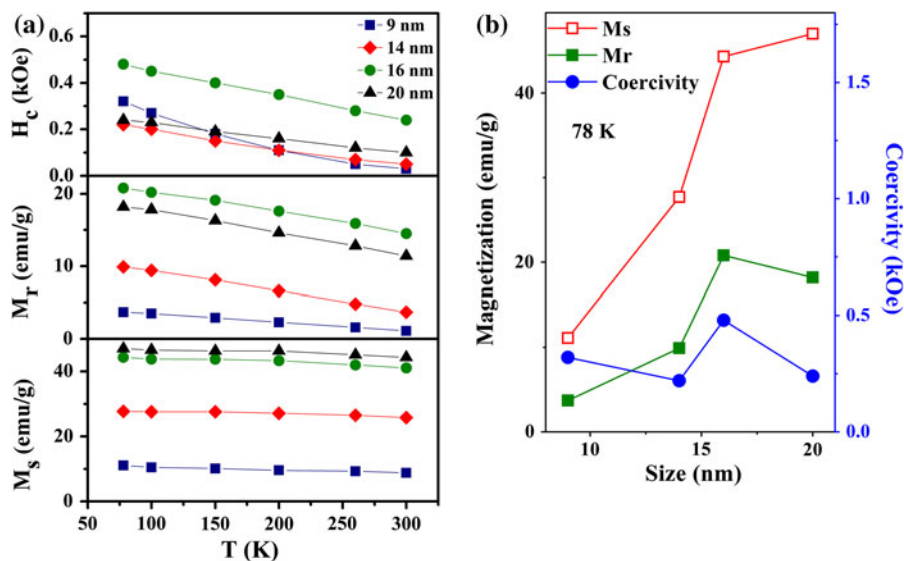 (a)
9 nm
14 nm
16 nm
20 nm
H_c (kOe)
0.6
0.4
0.2
0.0
M_r (emu/g)
20
10
0
M_s (emu/g)
40
20
0
50 100 150 200 250 300
T (K)
(b)
Ms
Mr
Coercivity
78 K
Magnetization (emu/g)
40
20
0
10 15 20
Size (nm)
Coercivity (kOe)
1.5
1.0
0.5
0.0